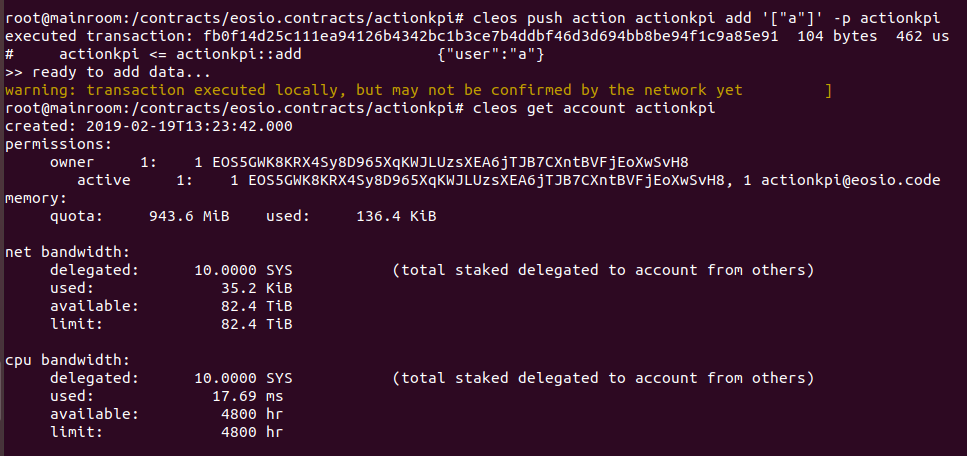 root@mainroom:/contracts/eosio.contracts/actionkpi# cleos push action actionkpi add '["a"]' -p actionkpi
executed transaction: fb0f14d25c111ea94126b4342bc1b3ce7b4ddbf46d3d694bb8be94f1c9a85e91  104 bytes  462 us
#     actionkpi <= actionkpi::add               {"user":"a"}
>> ready to add data...
warning: transaction executed locally, but may not be confirmed by the network yet         ]
root@mainroom:/contracts/eosio.contracts/actionkpi# cleos get account actionkpi
created: 2019-02-19T13:23:42.000
permissions:
     owner     1:    1 EOS5GWK8KRX4Sy8D965XqKWJLUzsXEA6jTJB7CXntBVFjEoXwSvH8
        active     1:    1 EOS5GWK8KRX4Sy8D965XqKWJLUzsXEA6jTJB7CXntBVFjEoXwSvH8, 1 actionkpi@eosio.code
memory:
     quota:     943.6 MiB    used:     136.4 KiB
net bandwidth:
     delegated:      10.0000 SYS           (total staked delegated to account from others)
     used:              35.2 KiB
     available:         82.4 TiB
     limit:             82.4 TiB
cpu bandwidth:
     delegated:      10.0000 SYS           (total staked delegated to account from others)
     used:             17.69 ms
     available:         4800 hr
     limit:             4800 hr